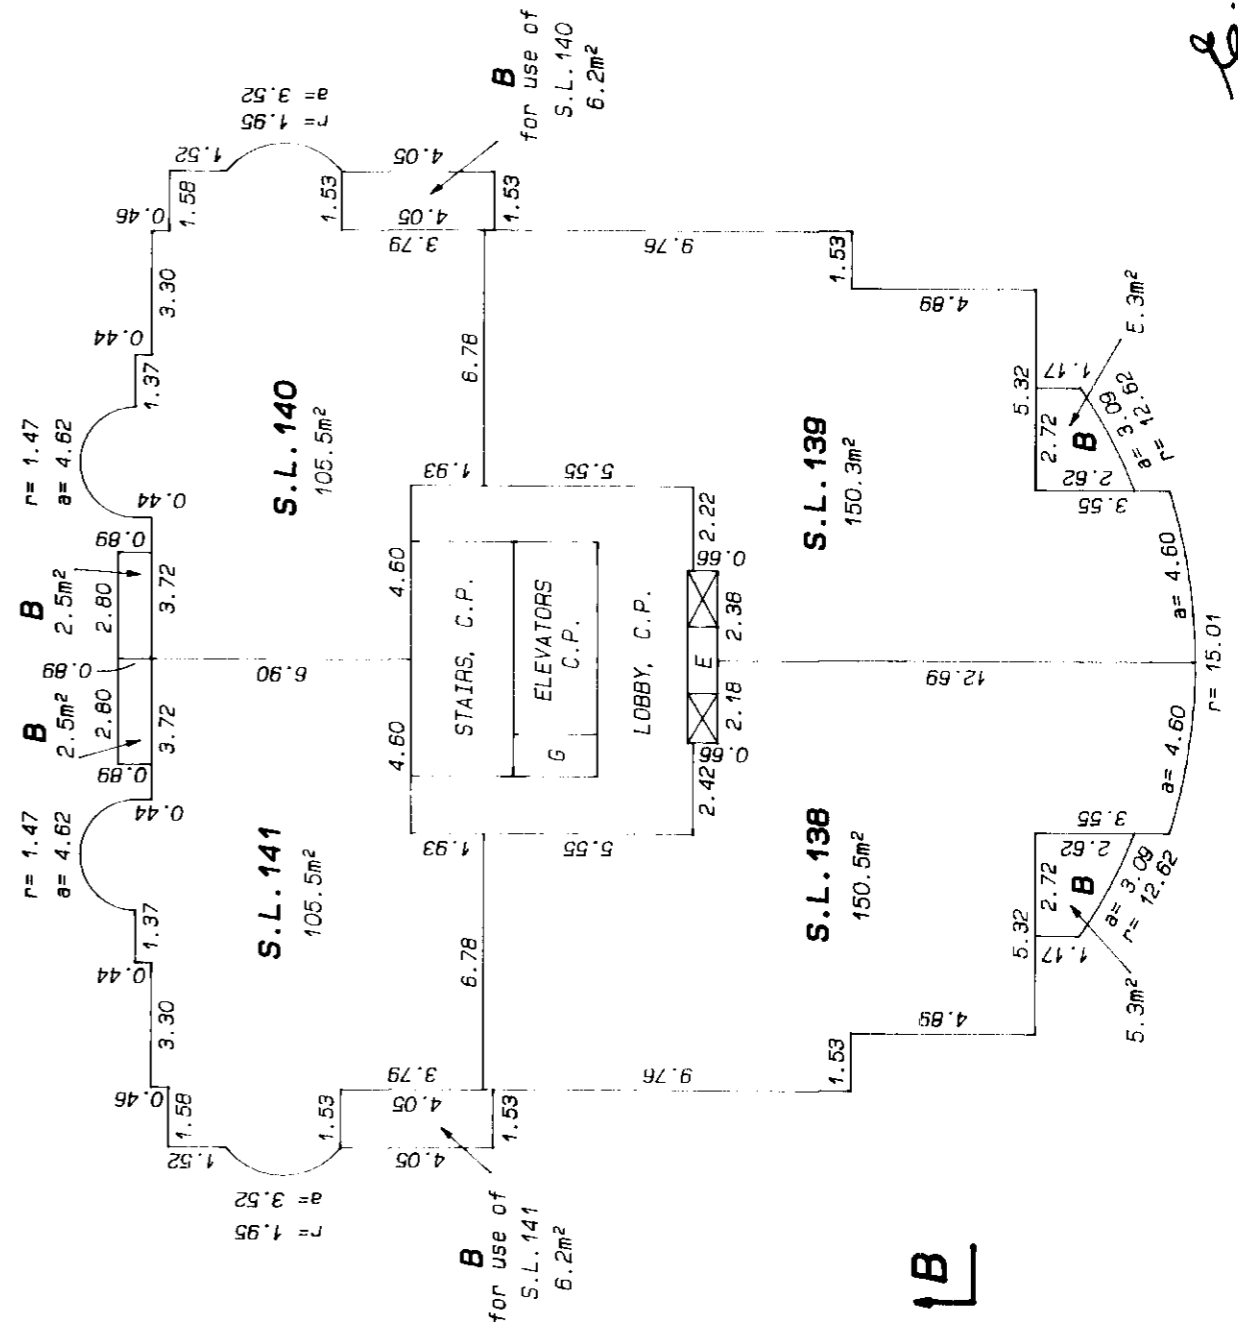 r= 1.47
a= 4.62
B
2.5m²
0.89
2.80
3.72
0.44
1.37
0.44
3.30
0.46
1.58
1.52
a= 3.52
r= 1.95
B
2.5m²
0.89
2.80
3.72
0.89
0.44
r= 1.47
a= 4.62
1.37
0.44
3.30
0.46
1.58
1.52
r= 1.95
a= 3.52
S.L.141
105.5m²
6.90
S.L.140
105.5m²
1.53
4.05
4.05
3.79
1.53
B
for use of
S.L.141
6.2m²
1.53
4.05
4.05
3.79
1.53
B
for use of
S.L.140
6.2m²
6.78
1.93
4.60
4.60
1.93
6.78
STAIRS, C.P.
ELEVATORS
C.P.
G
LOBBY, C.P.
E
5.55
5.55
2.42
0.66
2.18
2.38
0.66
2.22
9.76
9.76
1.53
1.53
4.89
4.89
S.L.138
150.5m²
12.69
S.L.139
150.3m²
5.32
2.72
1.17
2.62
3.55
B
5.3m²
a= 3.09
r= 12.62
5.32
2.72
1.17
2.62
3.55
B
5.3m²
a= 3.09
r= 12.62
a= 4.60
a= 4.60
r= 15.01
B